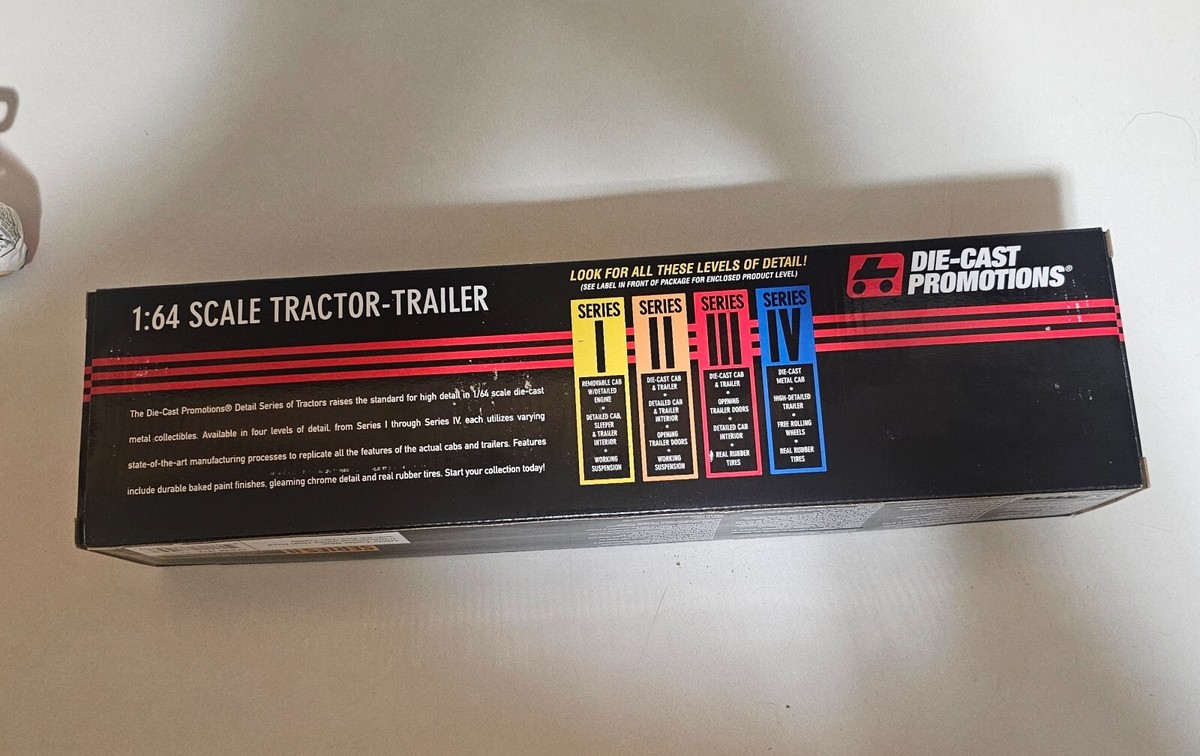 1:64 SCALE TRACTOR-TRAILER
The Die-Cast Promotions® Detail Series of Tractors raises the standard for high detail in 1/64 scale die-cast
metal collectibles. Available in four levels of detail, from Series I through Series IV, each utilizes varying
state-of-the-art manufacturing processes to replicate all the features of the actual cabs and trailers. Features
include durable baked paint finishes, gleaming chrome detail and real rubber tires. Start your collection today!
LOOK FOR ALL THESE LEVELS OF DETAIL!
(SEE LABEL IN FRONT OF PACKAGE FOR ENCLOSED PRODUCT LEVEL)
SERIES
I
REMOVABLE CAB
W/DETAILED
ENGINE
•
DETAILED CAB,
SLEEPER
& TRAILER
INTERIOR
•
WORKING
SUSPENSION
SERIES
II
DIE-CAST CAB
& TRAILER
•
DETAILED CAB
& TRAILER
INTERIOR
•
OPENING
TRAILER DOORS
•
WORKING
SUSPENSION
SERIES
III
DIE-CAST CAB
& TRAILER
•
OPENING
TRAILER DOORS
•
DETAILED CAB
INTERIOR
•
REAL RUBBER
TIRES
SERIES
IV
DIE-CAST
METAL CAB
•
HIGH-DETAILED
TRAILER
•
FREE ROLLING
WHEELS
•
REAL RUBBER
TIRES
DIE-CAST
PROMOTIONS®